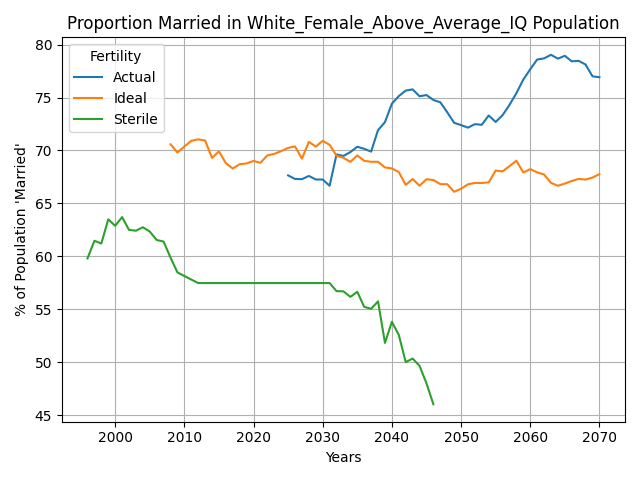 Proportion Married in White_Female_Above_Average_IQ Population
80
75
70
65
60
55
50
45
% of Population 'Married'
Fertility
Actual
Ideal
Sterile
2000 2010 2020 2030 2040 2050 2060 2070
Years